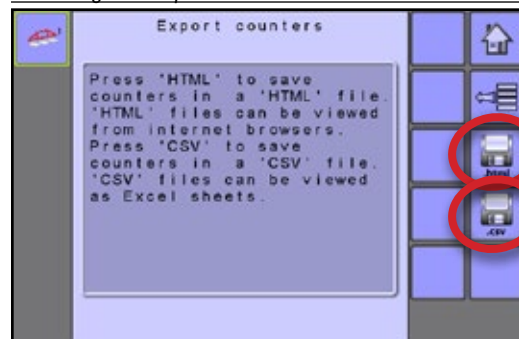 Export counters
Press 'HTML' to save
counters in a 'HTML' file.
'HTML' files can be viewed
from internet browsers.
Press 'CSV' to save
counters in a 'CSV' file.
'CSV' files can be viewed
as Excel sheets.
.html
.csv